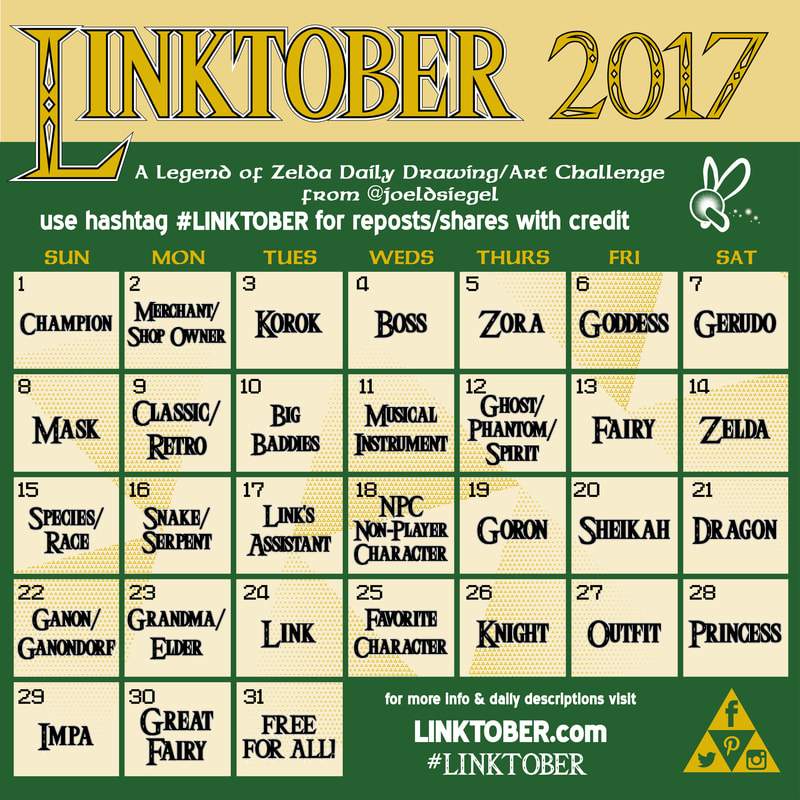 LINKTOBER 2017
A Legend of Zelda Daily Drawing/Art Challenge
from @joeldsiegel
use hashtag #LINKTOBER for reposts/shares with credit
SUN MON TUES WEDS THURS FRI SAT
1
Champion
2
Merchant/
Shop Owner
3
Korok
4
Boss
5
Zora
6
Goddess
7
Gerudo
8
Mask
9
Classic/
Retro
10
Big
Baddies
11
Musical
Instrument
12
Ghost/
Phantom/
Spirit
13
Fairy
14
Zelda
15
Species/
Race
16
Snake/
Serpent
17
Link's
Assistant
18
NPC
Non-Player
Character
19
Goron
20
Sheikah
21
Dragon
22
Ganon/
Ganondorf
23
Grandma/
Elder
24
Link
25
Favorite
Character
26
Knight
27
Outfit
28
Princess
29
Impa
30
Great
Fairy
31
FREE
FOR ALL!
for more info & daily descriptions visit
LINKTOBER.com
#LINKTOBER